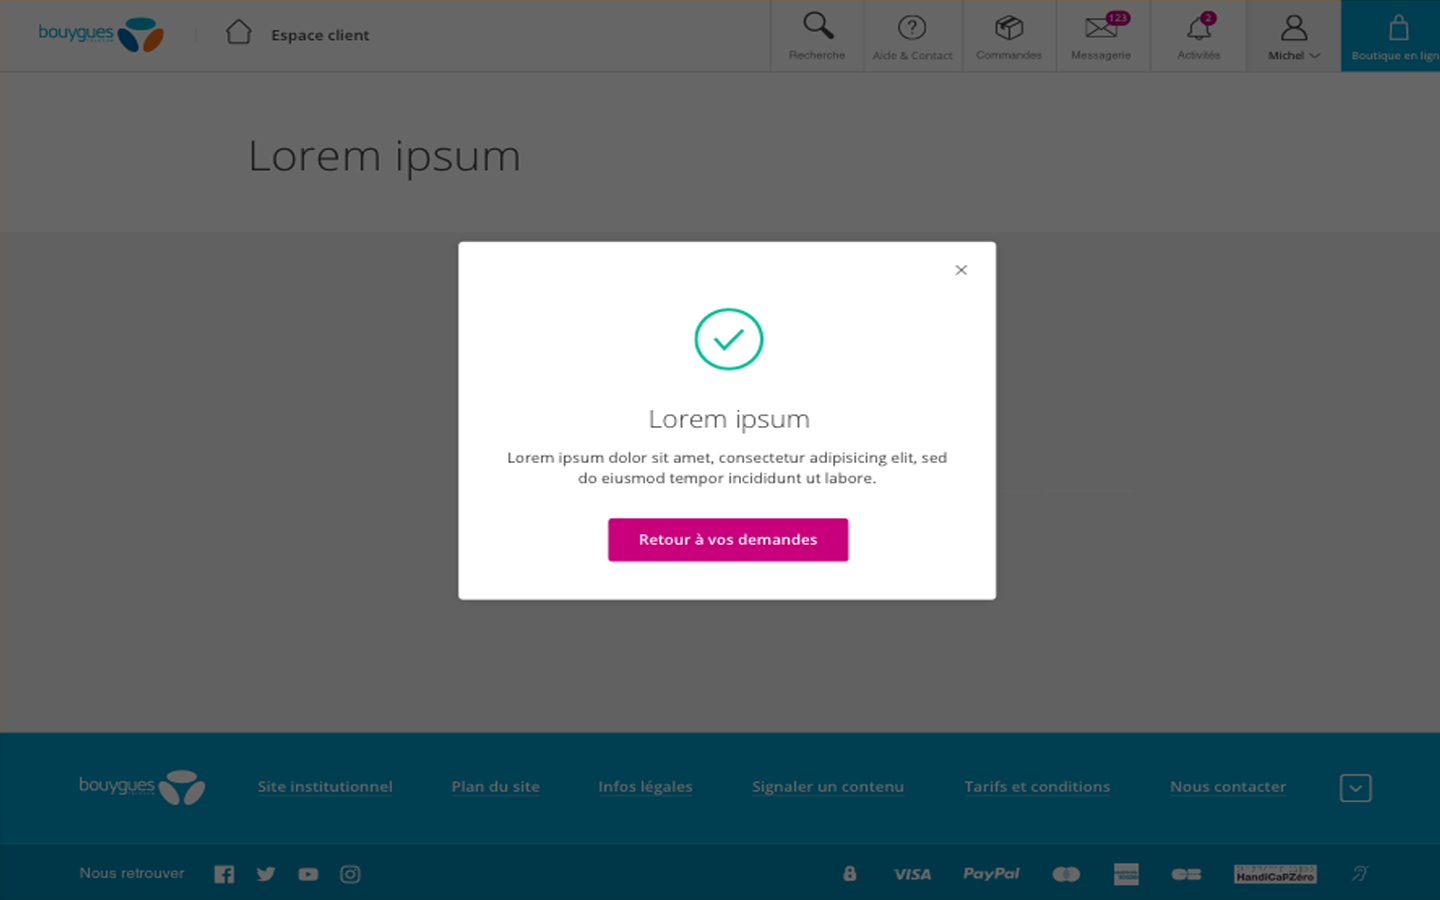 bouygues
Espace client
Recherche
Aide & Contact
Commandes
123
Messagerie
2
Activités
Michel
Boutique en lign
Lorem ipsum
×
Lorem ipsum
Lorem ipsum dolor sit amet, consectetur adipisicing elit, sed
do eiusmod tempor incididunt ut labore.
Retour à vos demandes
bouygues
Site institutionnel
Plan du site
Infos légales
Signaler un contenu
Tarifs et conditions
Nous contacter
Nous retrouver
VISA
PayPal
HandiCaPZéro